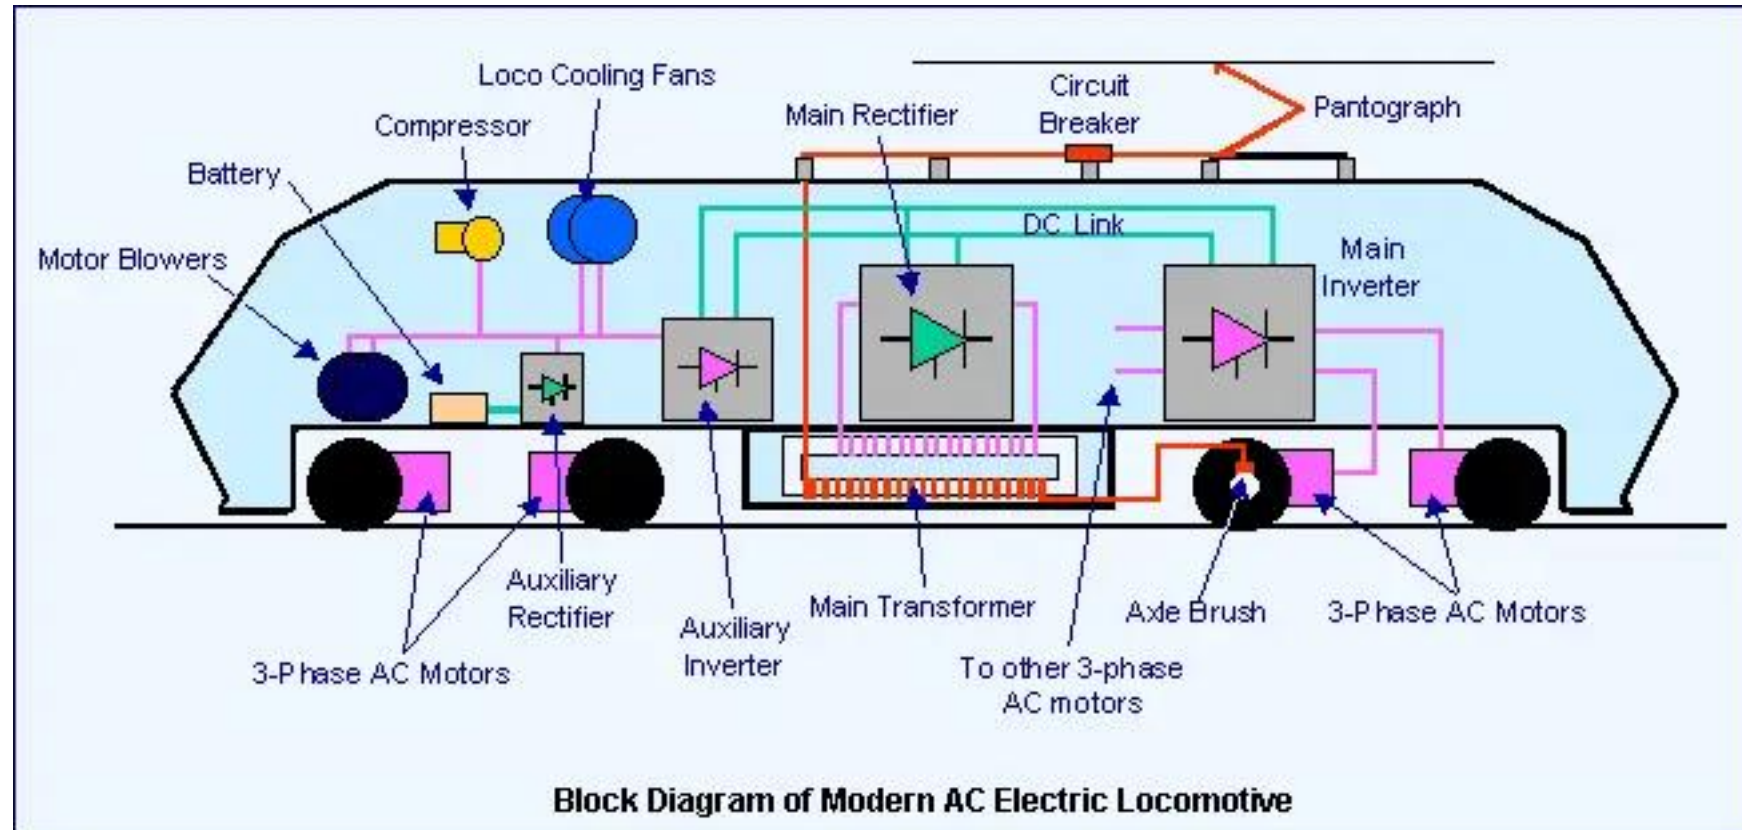 Loco Cooling Fans
Compressor
Battery
Motor Blowers
Main Rectifier
Circuit
Breaker
Pantograph
DC Link
Main
Inverter
Auxiliary
Rectifier
3-Phase AC Motors
Auxiliary
Inverter
Main Transformer
To other 3-phase
AC motors
Axle Brush
3-Phase AC Motors
Block Diagram of Modern AC Electric Locomotive